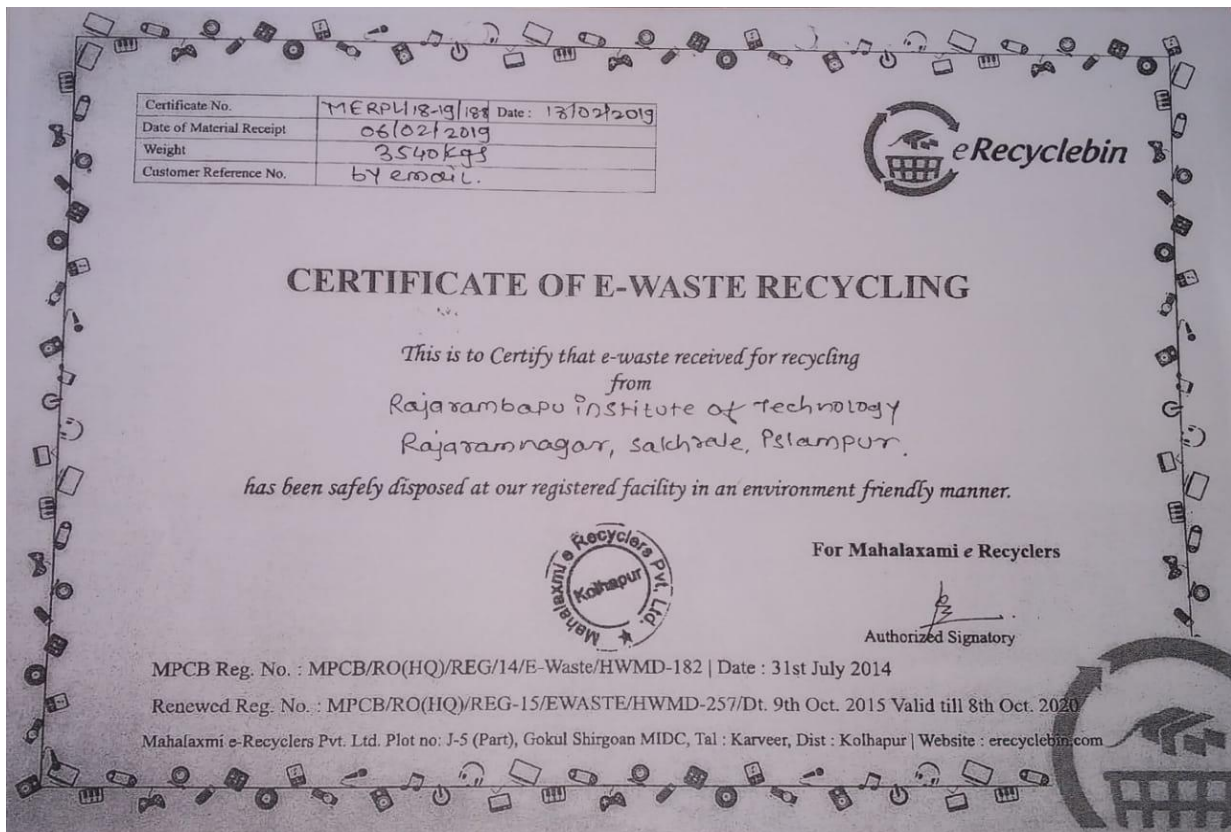 Certificate No. MERPL/18-19/188 Date : 13/02/2019
Date of Material Receipt 06/02/2019
Weight 3540kgs
Customer Reference No. by email.
eRecyclebin
CERTIFICATE OF E-WASTE RECYCLING
This is to Certify that e-waste received for recycling
from
Rajarambapu institute of Technology
Rajaramnagar, sakhrale, Islampur.
has been safely disposed at our registered facility in an environment friendly manner.
Mahalaxmi e Recyclers Pvt. Ltd.
Kolhapur
For Mahalaxami e Recyclers
Authorized Signatory
MPCB Reg. No. : MPCB/RO(HQ)/REG/14/E-Waste/HWMD-182 | Date : 31st July 2014
Renewed Reg. No. : MPCB/RO(HQ)/REG-15/EWASTE/HWMD-257/Dt. 9th Oct. 2015 Valid till 8th Oct. 2020
Mahalaxmi e-Recyclers Pvt. Ltd. Plot no: J-5 (Part), Gokul Shirgoan MIDC, Tal : Karveer, Dist : Kolhapur | Website : erecyclebin.com